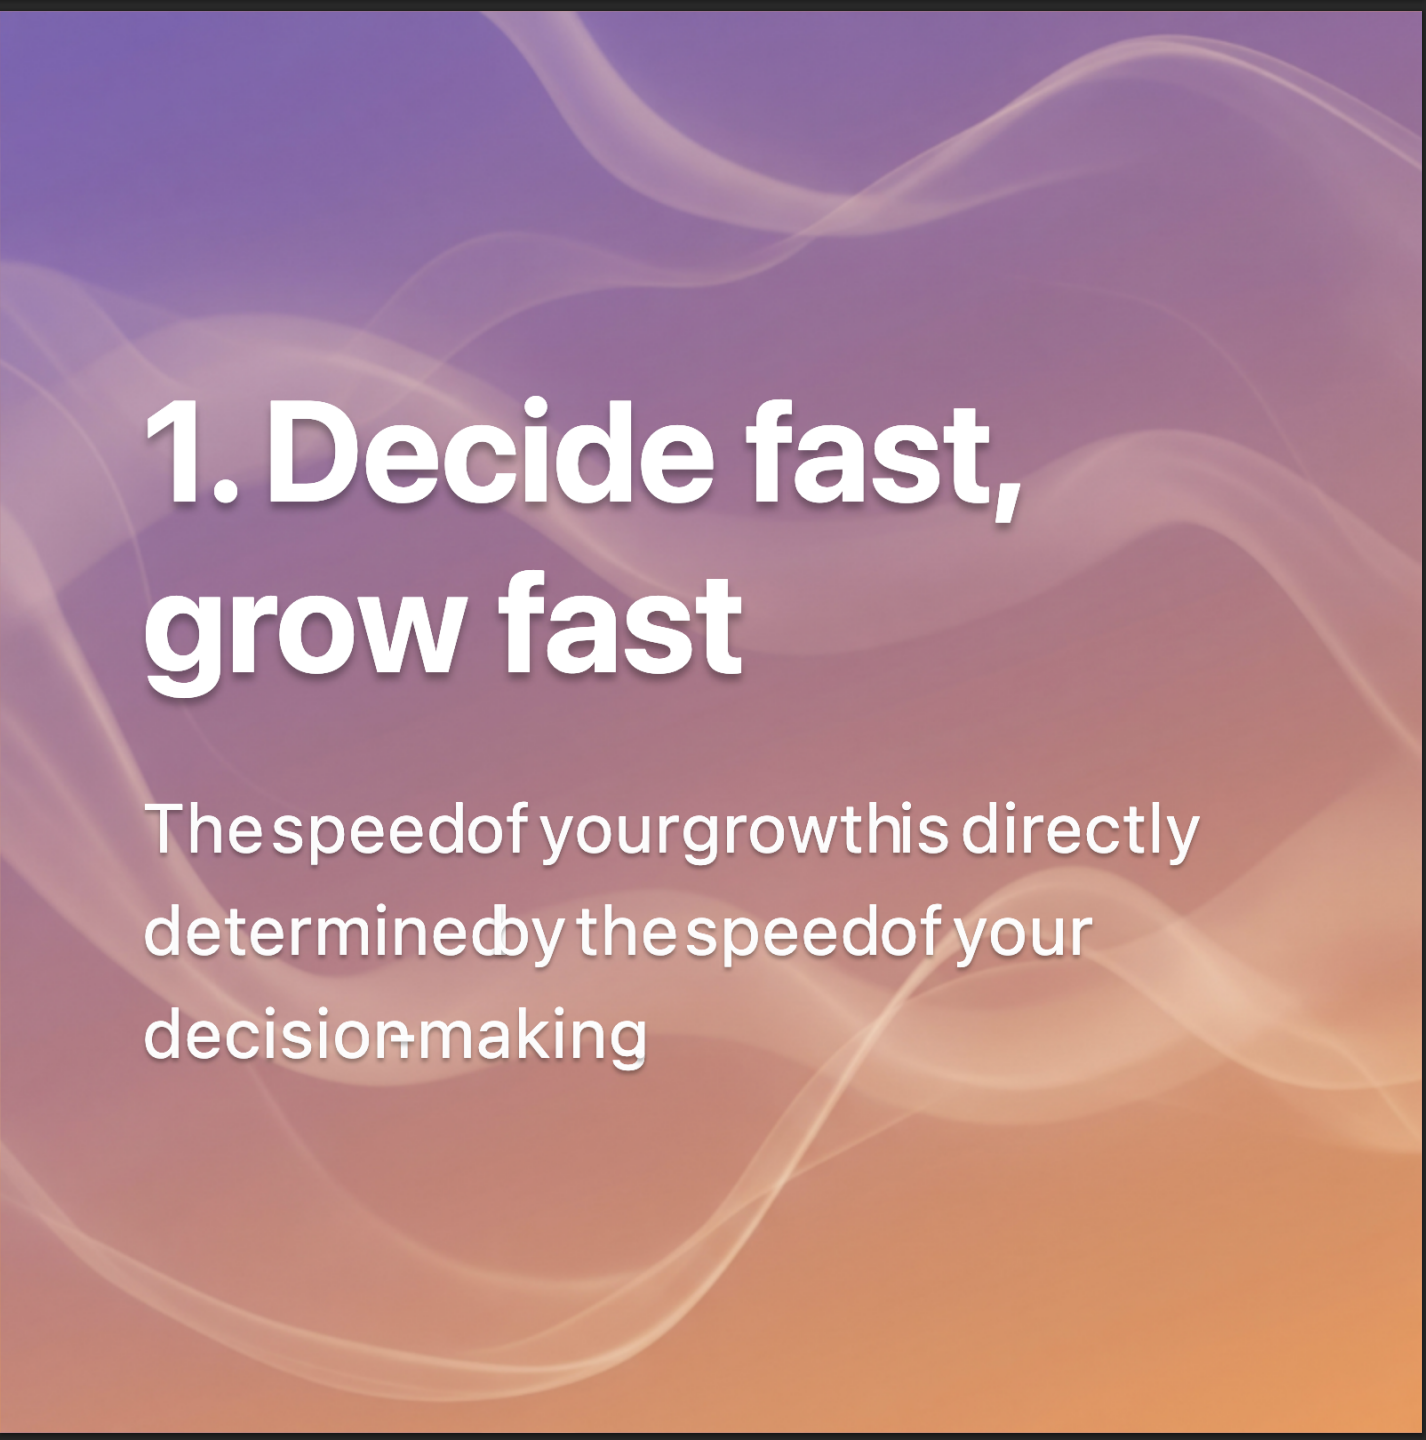 1. Decide fast,
grow fast
The speed of your growth is directly
determined by the speed of your
decision-making